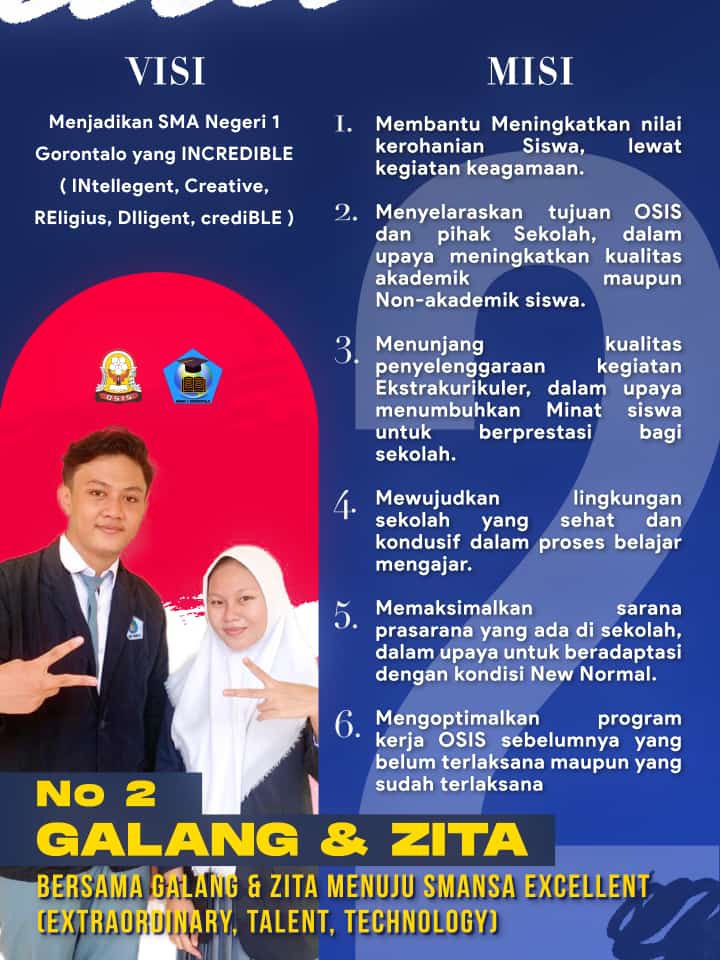 VISI
Menjadikan SMA Negeri 1
Gorontalo yang INCREDIBLE
( INtellegent, Creative,
REligius, DIligent, crediBLE )
MISI
1. Membantu Meningkatkan nilai
kerohanian Siswa, lewat
kegiatan keagamaan.
2. Menyelaraskan tujuan OSIS
dan pihak Sekolah, dalam
upaya meningkatkan kualitas
akademik maupun
Non-akademik siswa.
3. Menunjang kualitas
penyelenggaraan kegiatan
Ekstrakurikuler, dalam upaya
menumbuhkan Minat siswa
untuk berprestasi bagi
sekolah.
4. Mewujudkan lingkungan
sekolah yang sehat dan
kondusif dalam proses belajar
mengajar.
5. Memaksimalkan sarana
prasarana yang ada di sekolah,
dalam upaya untuk beradaptasi
dengan kondisi New Normal.
6. Mengoptimalkan program
kerja OSIS sebelumnya yang
belum terlaksana maupun yang
sudah terlaksana
OSIS
No 2
GALANG & ZITA
BERSAMA GALANG & ZITA MENUJU SMANSA EXCELLENT
(EXTRAORDINARY, TALENT, TECHNOLOGY)
2